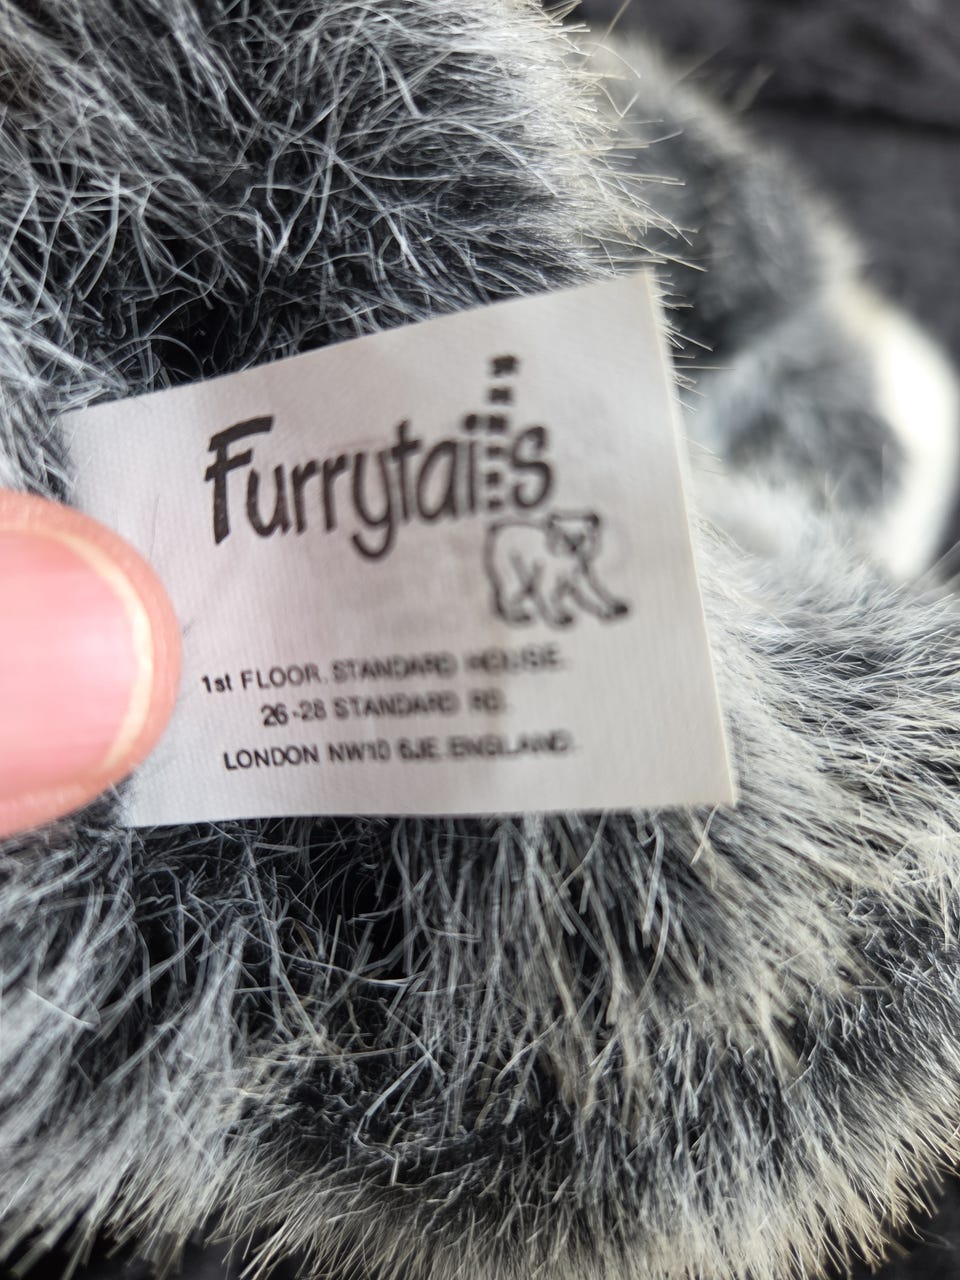 Furrytails
1st FLOOR. STANDARD HOUSE.
26-28 STANDARD RD.
LONDON NW10 6JE. ENGLAND.